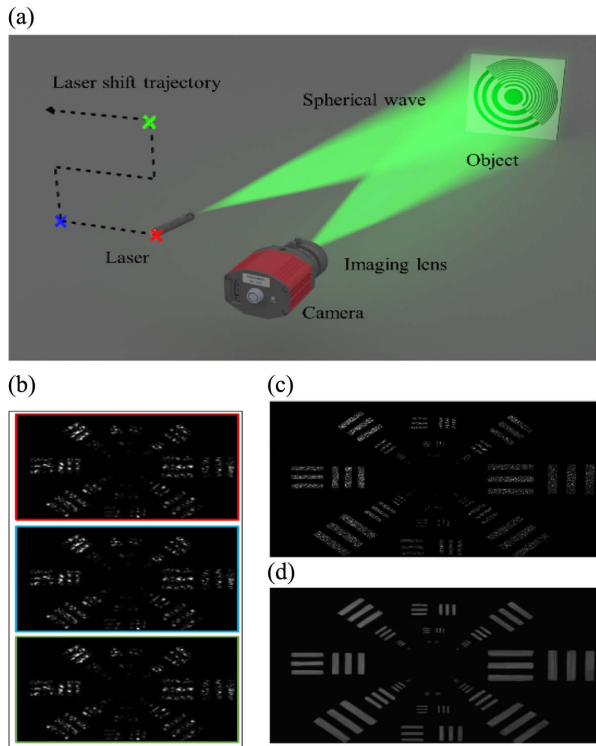 (a)
Laser shift trajectory
Spherical wave
Object
Laser
Imaging lens
Camera
(b)
(c)
(d)